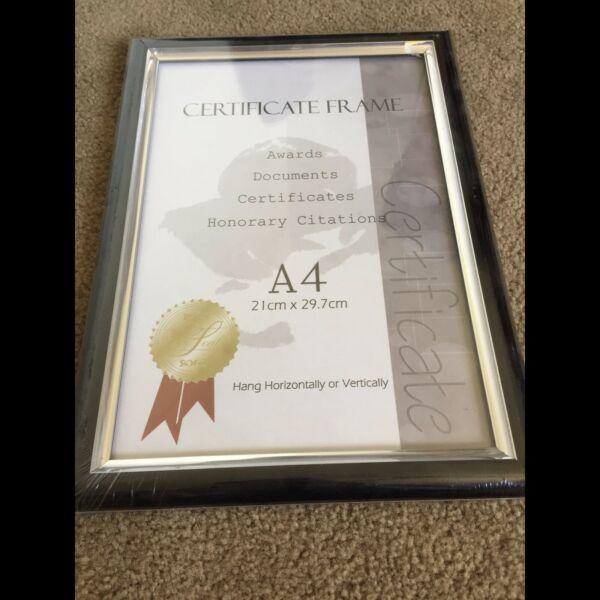 CERTIFICATE FRAME
Awards
Documents
Certificates
Honorary Citations
Certificate
A4
21cm x 29.7cm
Hang Horizontally or Vertically